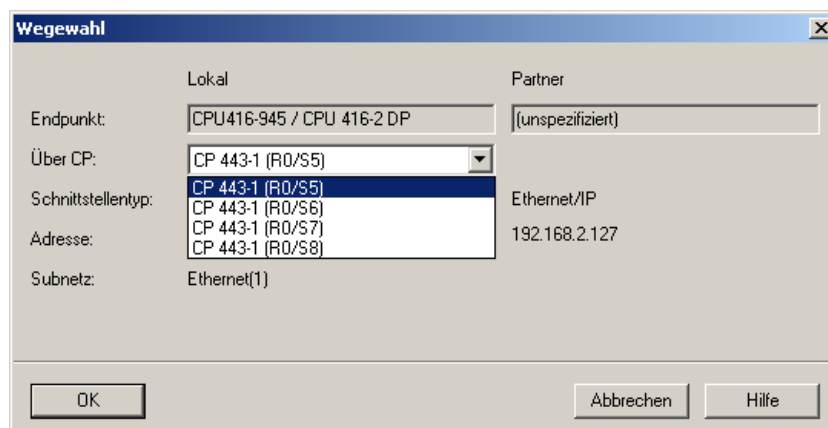 Wegewahl
Lokal Partner
Endpunkt: CPU416-945 / CPU 416-2 DP (unspezifiziert)
Über CP: CP 443-1 (R0/S5)
CP 443-1 (R0/S5)
Schnittstellentyp: CP 443-1 (R0/S6) Ethernet/IP
CP 443-1 (R0/S7)
Adresse: CP 443-1 (R0/S8) 192.168.2.127
Subnetz: Ethernet(1)
OK Abbrechen Hilfe